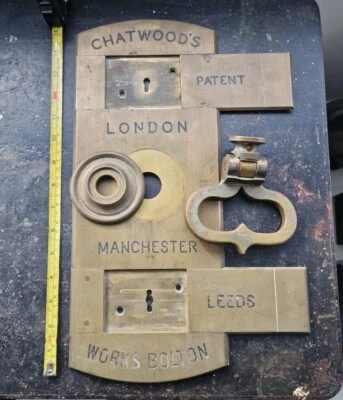 CHATWOOD'S
PATENT
LONDON
MANCHESTER
LEEDS
WORKS BOLTON